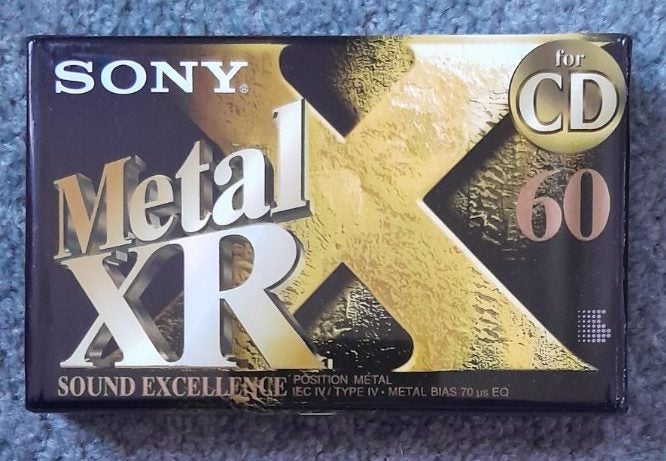 SONY®
for
CD
Metal
XR
X
60
SOUND EXCELLENCE
POSITION METAL
IEC IV / TYPE IV · METAL BIAS 70 µs EQ